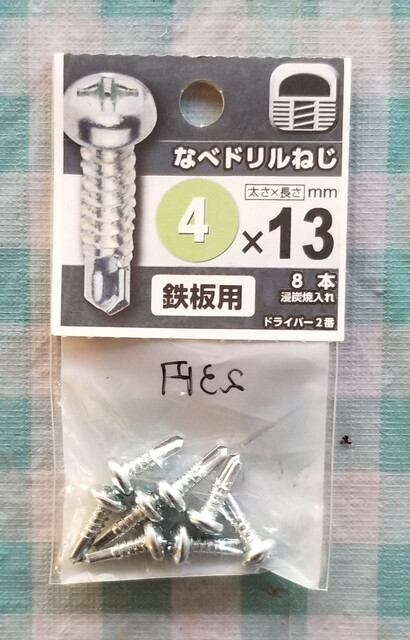 なべドリルねじ
太さ×長さ mm
4×13
鉄板用
8本
浸炭焼入れ
ドライバー2番
23円